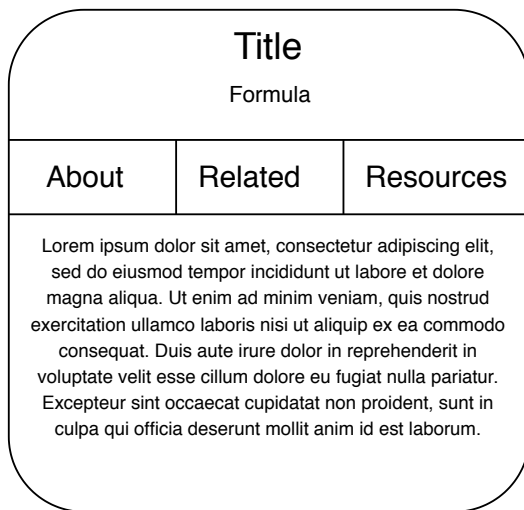 Title
Formula
About
Related
Resources
Lorem ipsum dolor sit amet, consectetur adipiscing elit,
sed do eiusmod tempor incididunt ut labore et dolore
magna aliqua. Ut enim ad minim veniam, quis nostrud
exercitation ullamco laboris nisi ut aliquip ex ea commodo
consequat. Duis aute irure dolor in reprehenderit in
voluptate velit esse cillum dolore eu fugiat nulla pariatur.
Excepteur sint occaecat cupidatat non proident, sunt in
culpa qui officia deserunt mollit anim id est laborum.